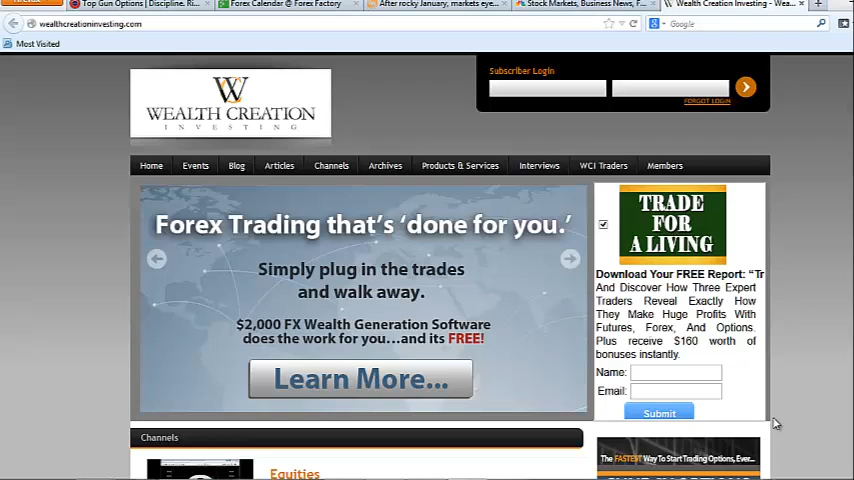 Top Gun Options | Discipline. Ri...
Forex Calendar @ Forex Factory
After rocky January, markets eye...
Stock Markets, Business News, F...
Wealth Creation Investing - Wea...
wealthcreationinvesting.com
Google
Most Visited
WEALTH CREATION
INVESTING
Subscriber Login
FORGOT LOGIN
Home Events Blog Articles Channels Archives Products & Services Interviews WCI Traders Members
Forex Trading that's 'done for you.'
Simply plug in the trades
and walk away.
$2,000 FX Wealth Generation Software
does the work for you...and its FREE!
Learn More...
TRADE
FOR
A LIVING
Download Your FREE Report: “Tr
And Discover How Three Expert
Traders Reveal Exactly How
They Make Huge Profits With
Futures, Forex, And Options.
Plus receive $160 worth of
bonuses instantly.
Name:
Email:
Submit
Channels
Equities
The FASTEST Way To Start Trading Options, Ever...